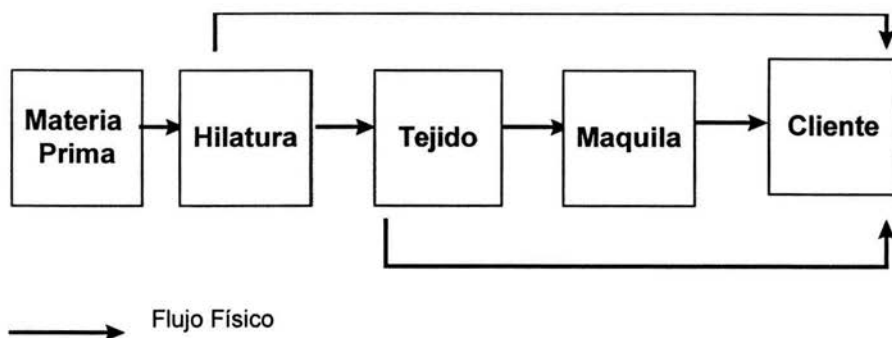 Materia
Prima
Hilatura
Tejido
Maquila
Cliente
Flujo Físico